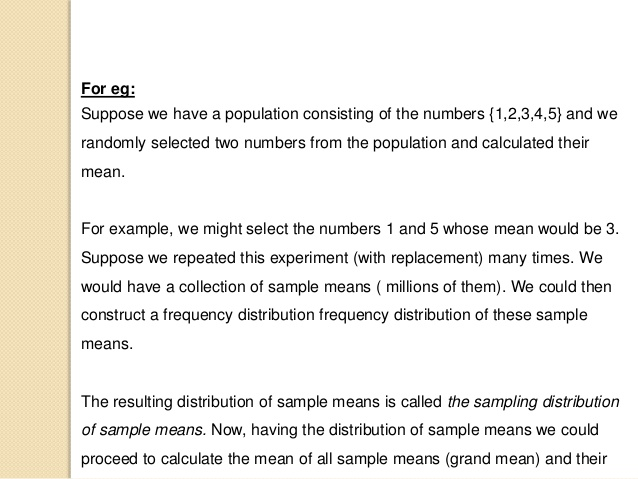 For eg:
Suppose we have a population consisting of the numbers {1,2,3,4,5} and we
randomly selected two numbers from the population and calculated their
mean.
For example, we might select the numbers 1 and 5 whose mean would be 3.
Suppose we repeated this experiment (with replacement) many times. We
would have a collection of sample means ( millions of them). We could then
construct a frequency distribution frequency distribution of these sample
means.
The resulting distribution of sample means is called the sampling distribution
of sample means. Now, having the distribution of sample means we could
proceed to calculate the mean of all sample means (grand mean) and their